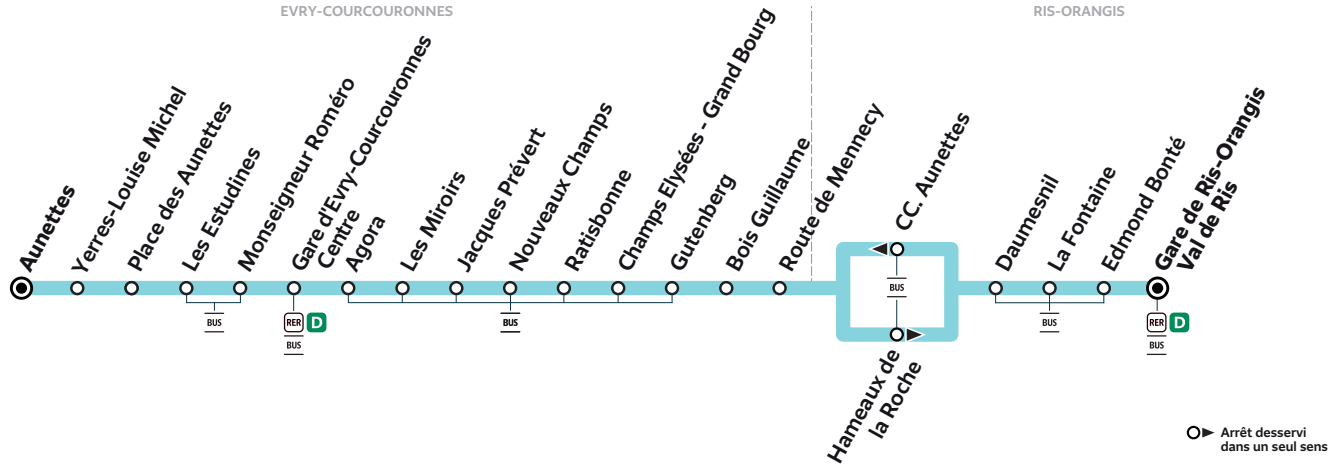 EVRY-COURCOURONNES
RIS-ORANGIS
Aunettes
Yerres-Louise Michel
Place des Aunettes
Les Estudines
Monseigneur Roméro
Gare d'Evry-Courcouronnes
Centre
Agora
Les Miroirs
Jacques Prévert
Nouveaux Champs
Ratisbonne
Champs Elysées - Grand Bourg
Gutenberg
Bois Guillaume
Route de Mennecy
CC. Aunettes
Hameaux de
la Roche
Daumesnil
La Fontaine
Edmond Bonté
Gare de Ris-Orangis
Val de Ris
BUS
RER D
BUS
BUS
BUS
BUS
RER D
BUS
Arrêt desservi
dans un seul sens